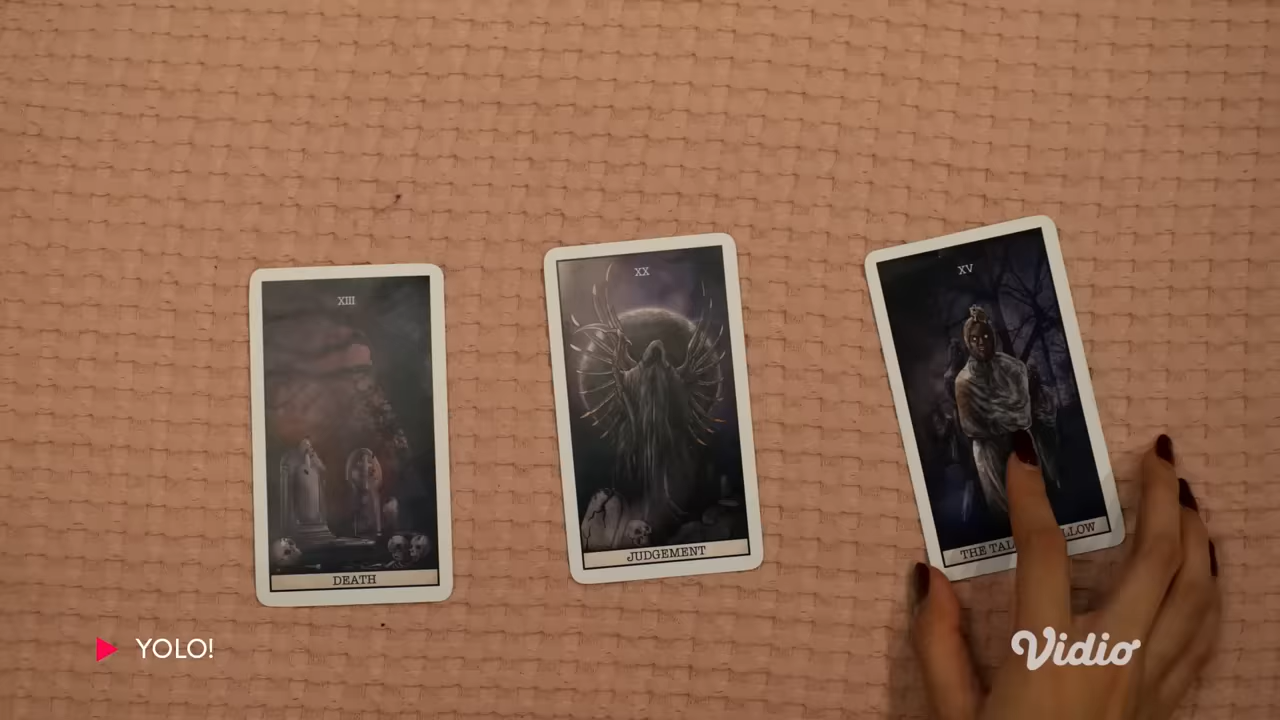 XIII
DEATH
XX
JUDGEMENT
XV
THE
YOLO!
Vidio